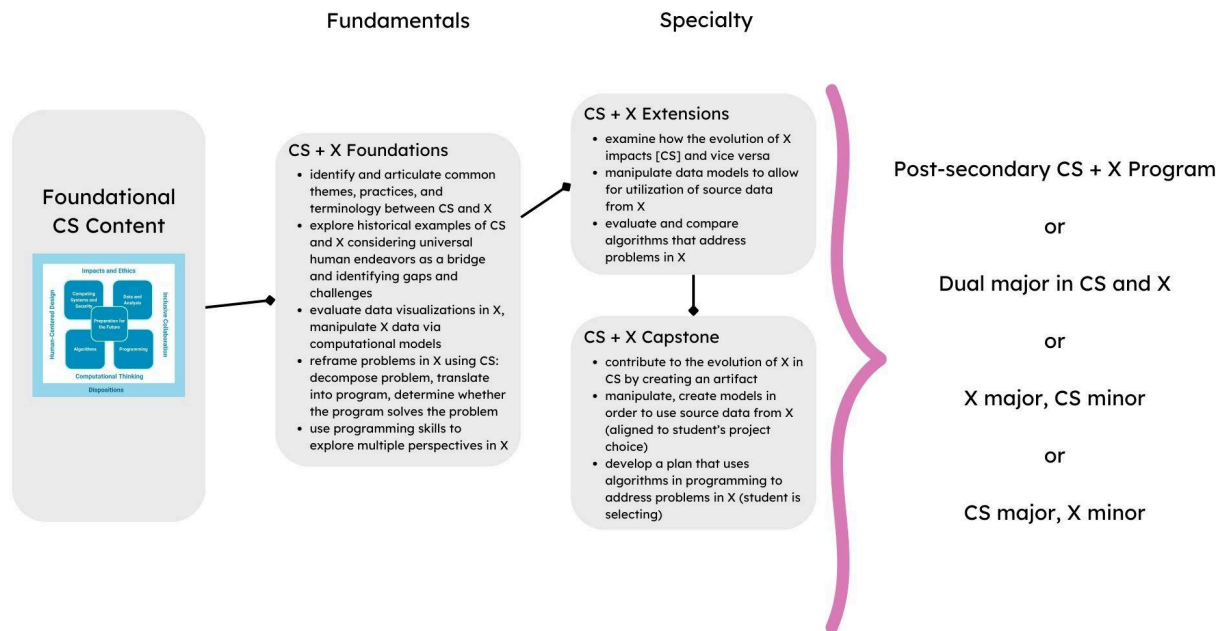 Fundamentals
Specialty
Foundational
CS Content
Impacts and Ethics
Human-Centered Design
Computing
Systems and
Security
Data and
Analysis
Preparation for
the Future
Algorithms
Programming
Inclusive Collaboration
Computational Thinking
Dispositions
CS + X Foundations
• identify and articulate common
themes, practices, and
terminology between CS and X
• explore historical examples of CS
and X considering universal
human endeavors as a bridge
and identifying gaps and
challenges
• evaluate data visualizations in X,
manipulate X data via
computational models
• reframe problems in X using CS:
decompose problem, translate
into program, determine whether
the program solves the problem
• use programming skills to
explore multiple perspectives in X
CS + X Extensions
• examine how the evolution of X
impacts [CS] and vice versa
• manipulate data models to allow
for utilization of source data
from X
• evaluate and compare
algorithms that address
problems in X
CS + X Capstone
• contribute to the evolution of X in
CS by creating an artifact
• manipulate, create models in
order to use source data from X
(aligned to student's project
choice)
• develop a plan that uses
algorithms in programming to
address problems in X (student is
selecting)
Post-secondary CS + X Program
or
Dual major in CS and X
or
X major, CS minor
or
CS major, X minor